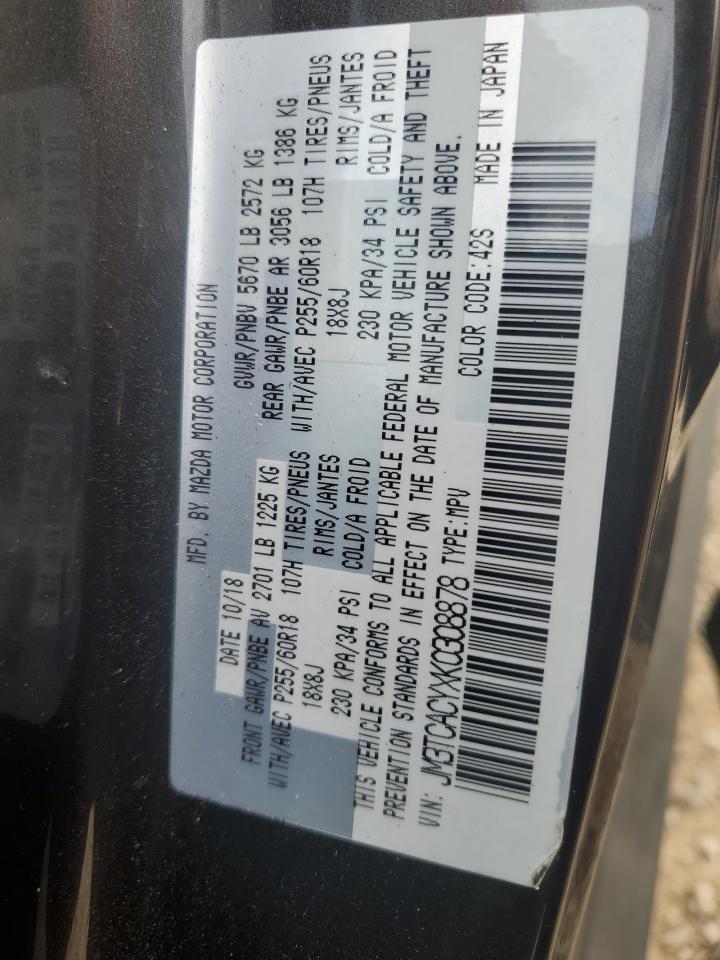 MFD. BY MAZDA MOTOR CORPORATION
DATE 10/18 GVWR/PNBV 5670 LB 2572 KG
FRONT GAWR/PNBE AV 2701 LB 1225 KG REAR GAWR/PNBE AR 3056 LB 1386 KG
WITH/AVEC P255/60R18 107H TIRES/PNEUS WITH/AVEC P255/60R18 107H TIRES/PNEUS
18X8J RIMS/JANTES 18X8J RIMS/JANTES
230 KPA/34 PSI COLD/A FROID 230 KPA/34 PSI COLD/A FROID
THIS VEHICLE CONFORMS TO ALL APPLICABLE FEDERAL MOTOR VEHICLE SAFETY AND THEFT
PREVENTION STANDARDS IN EFFECT ON THE DATE OF MANUFACTURE SHOWN ABOVE.
VIN: JM3TCACYXK0308878 TYPE:MPV COLOR CODE:42S MADE IN JAPAN